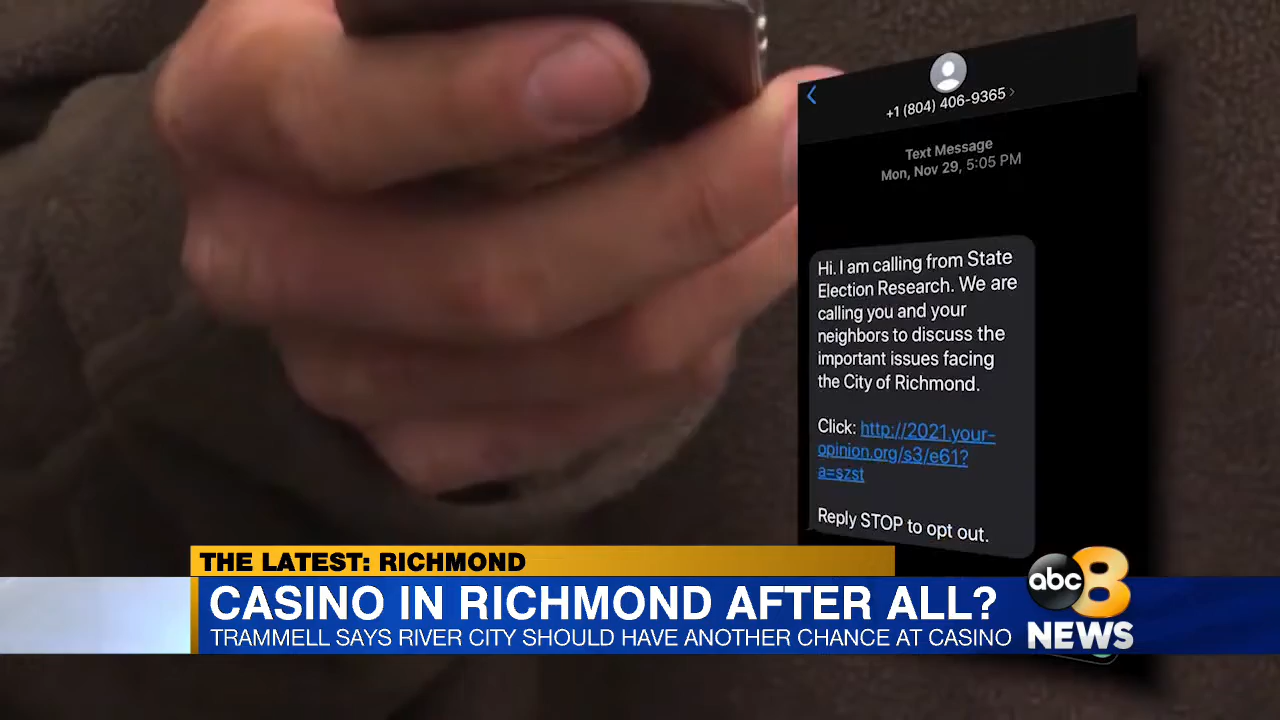 +1 (804) 406-9365 >
Text Message
Mon, Nov 29, 5:05 PM
Hi. I am calling from State
Election Research. We are
calling you and your
neighbors to discuss the
important issues facing
the City of Richmond.
Click: http://2021.your-
opinion.org/s3/e61?
a=szst
Reply STOP to opt out.
THE LATEST: RICHMOND
CASINO IN RICHMOND AFTER ALL?
TRAMMELL SAYS RIVER CITY SHOULD HAVE ANOTHER CHANCE AT CASINO
abc 8
NEWS